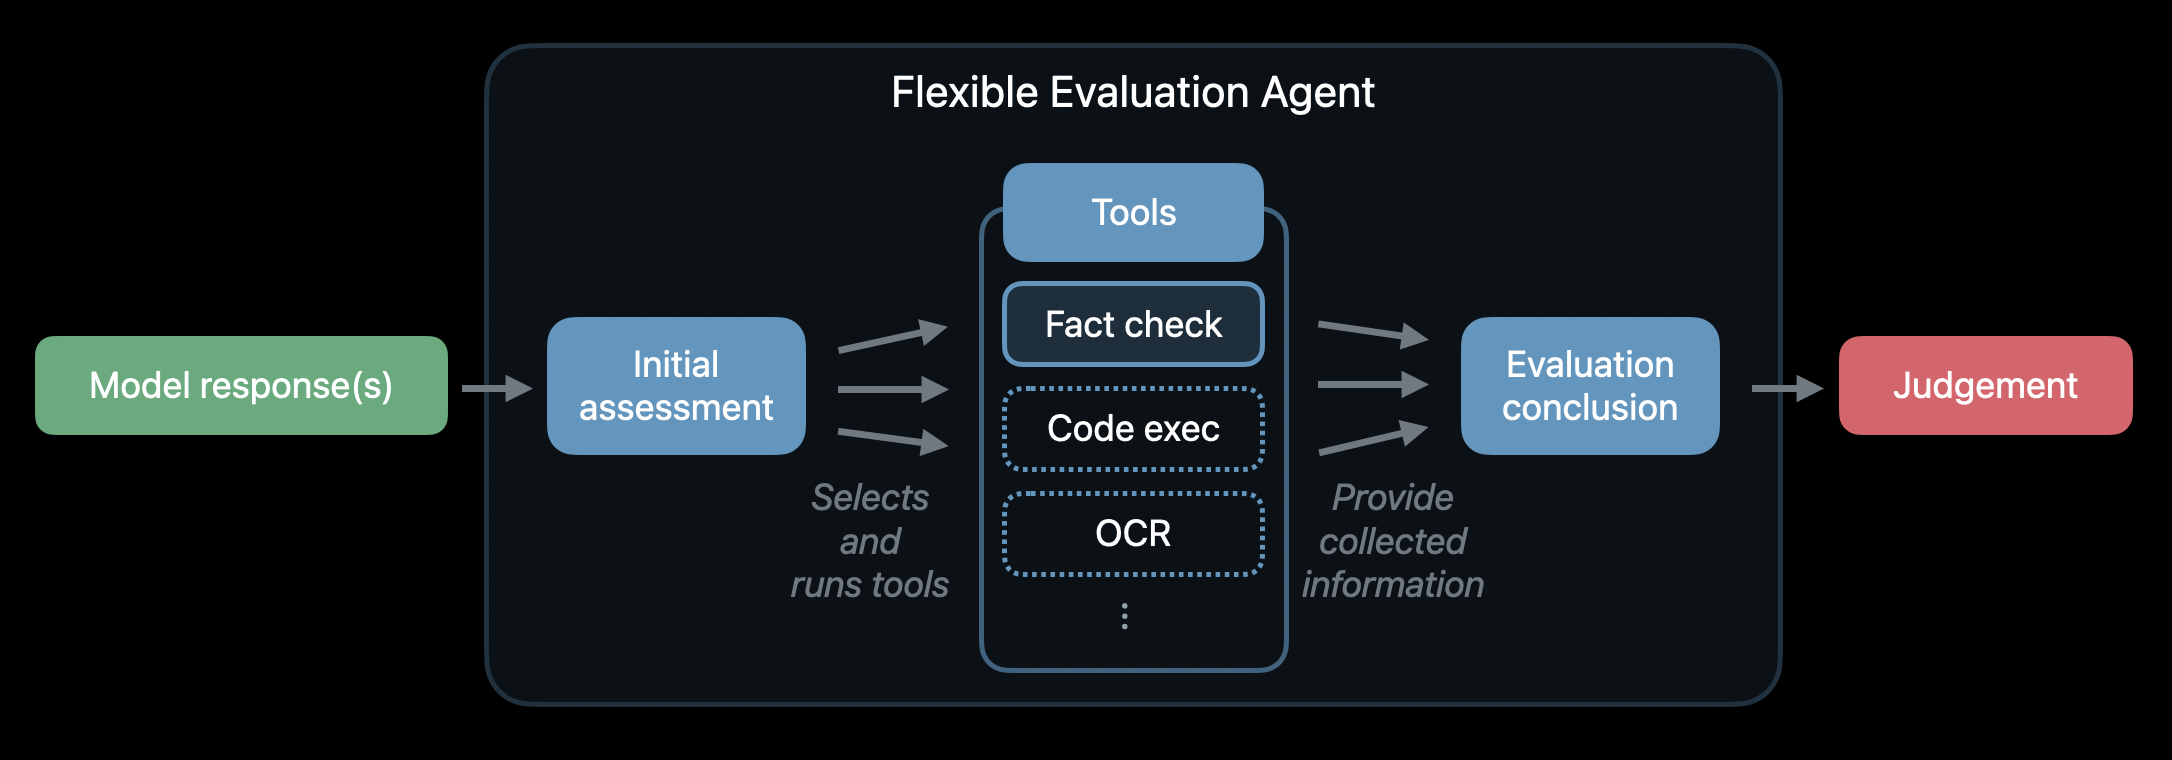 Flexible Evaluation Agent
Model response(s)
Initial
assessment
Selects
and
runs tools
Tools
Fact check
Code exec
OCR
Provide
collected
information
Evaluation
conclusion
Judgement